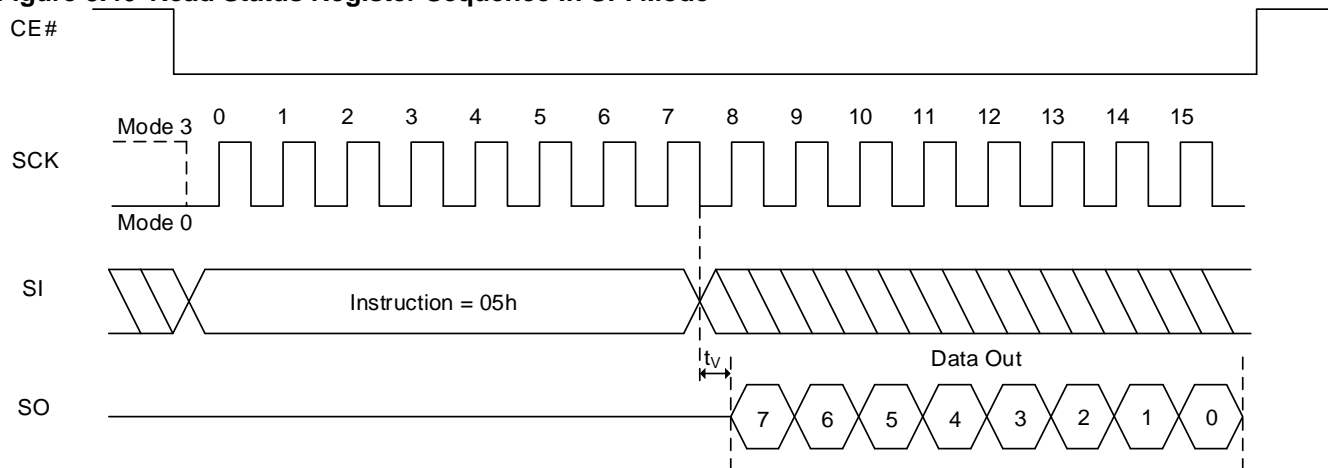 CE#
Mode 3
0 1 2 3 4 5 6 7 8 9 10 11 12 13 14 15
SCK
Mode 0
SI
Instruction = 05h
tV
Data Out
SO
7 6 5 4 3 2 1 0